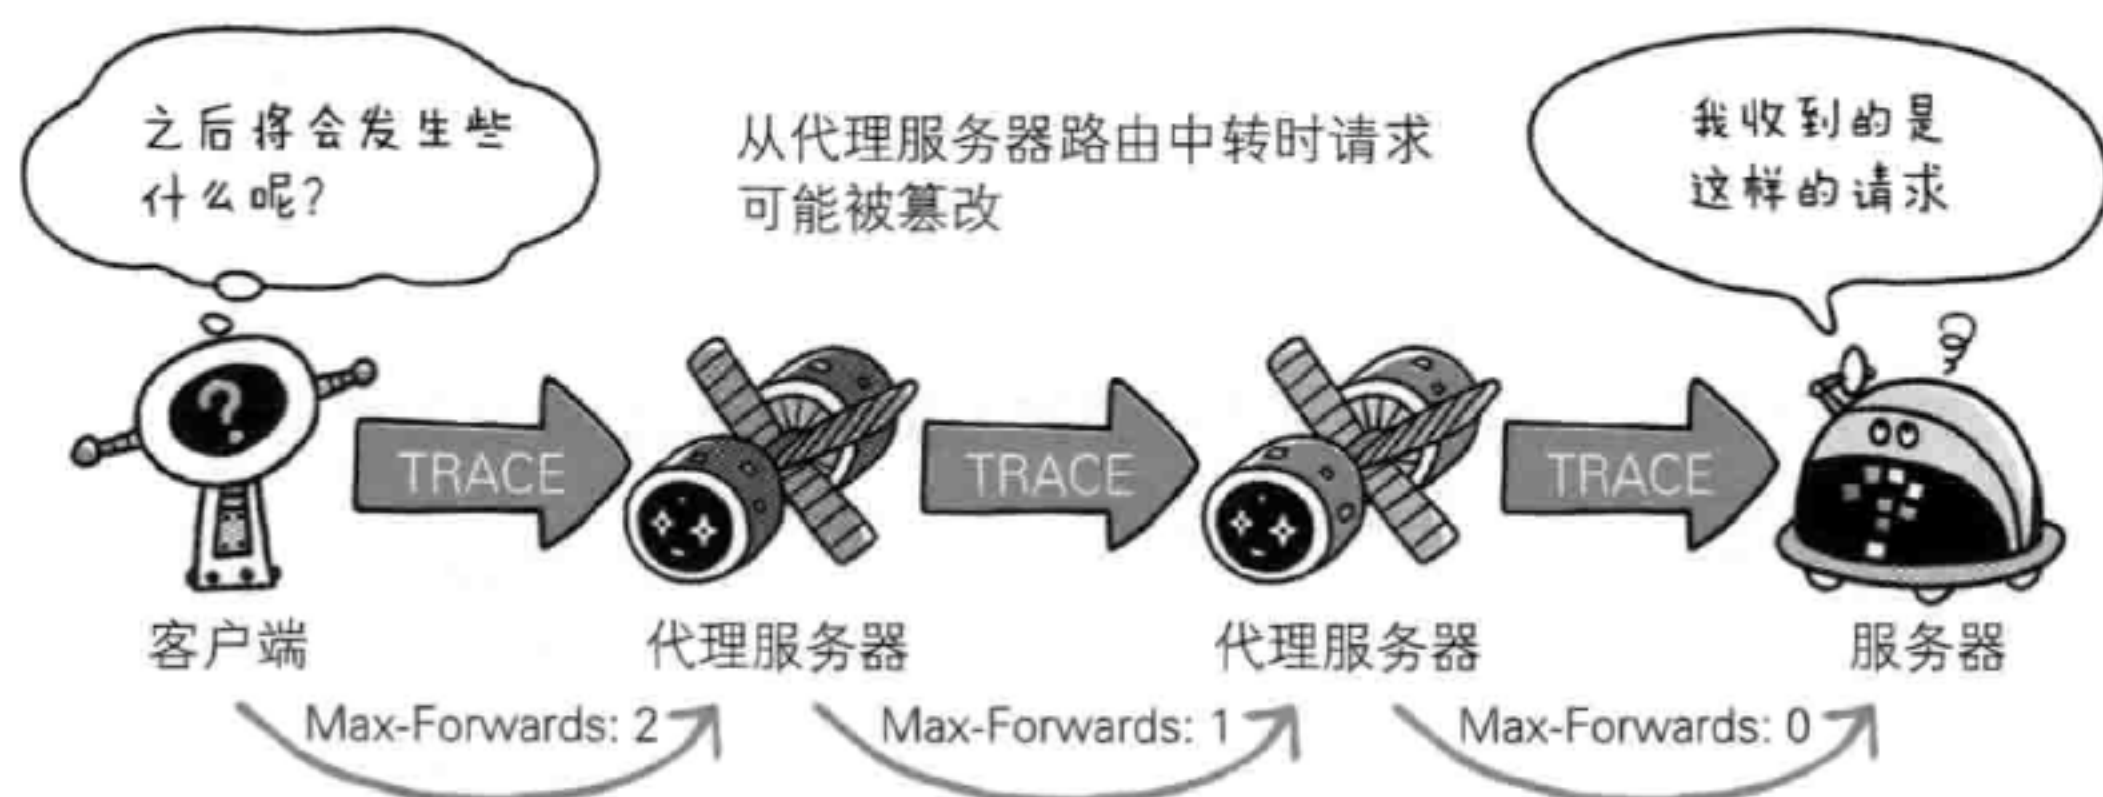 之后将会发生些
什么呢?
从代理服务器路由中转时请求
可能被篡改
我收到的是
这样的请求
TRACE
TRACE
TRACE
客户端
代理服务器
代理服务器
服务器
Max-Forwards: 2
Max-Forwards: 1
Max-Forwards: 0